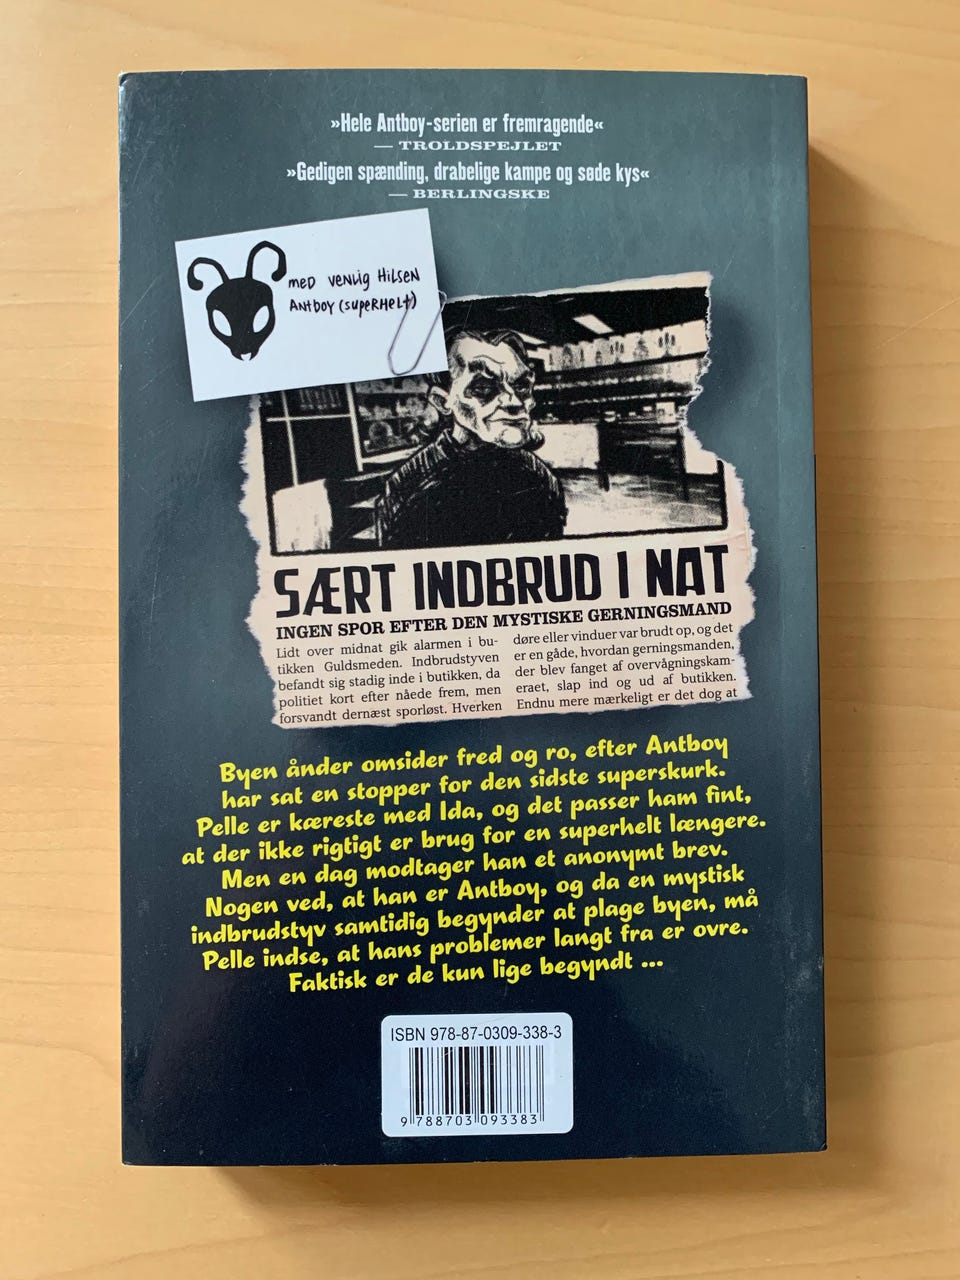 »Hele Antboy-serien er fremragende«
— TROLDSPEJLET
»Gedigen spænding, drabelige kampe og søde kys«
— BERLINGSKE
MED VENLIG HILSEN
ANTBOY (SUPERHELT)
SÆRT INDBRUD I NAT
INGEN SPOR EFTER DEN MYSTISKE GERNINGSMAND
Lidt over midnat gik alarmen i bu-
tikken Guldsmeden. Indbrudstyven
befandt sig stadig inde i butikken, da
politiet kort efter nåede frem, men
forsvandt dernæst sporløst. Hverken
døre eller vinduer var brudt op, og det
er en gåde, hvordan gerningsmanden,
der blev fanget af overvågningskam-
eraet, slap ind og ud af butikken.
Endnu mere mærkeligt er det dog at
Byen ånder omsider fred og ro, efter Antboy
har sat en stopper for den sidste superskurk.
Pelle er kæreste med Ida, og det passer ham fint,
at der ikke rigtigt er brug for en superhelt længere.
Men en dag modtager han et anonymt brev.
Nogen ved, at han er Antboy, og da en mystisk
indbrudstyv samtidig begynder at plage byen, må
Pelle indse, at hans problemer langt fra er ovre.
Faktisk er de kun lige begyndt ...
ISBN 978-87-0309-338-3
9 788703 093383